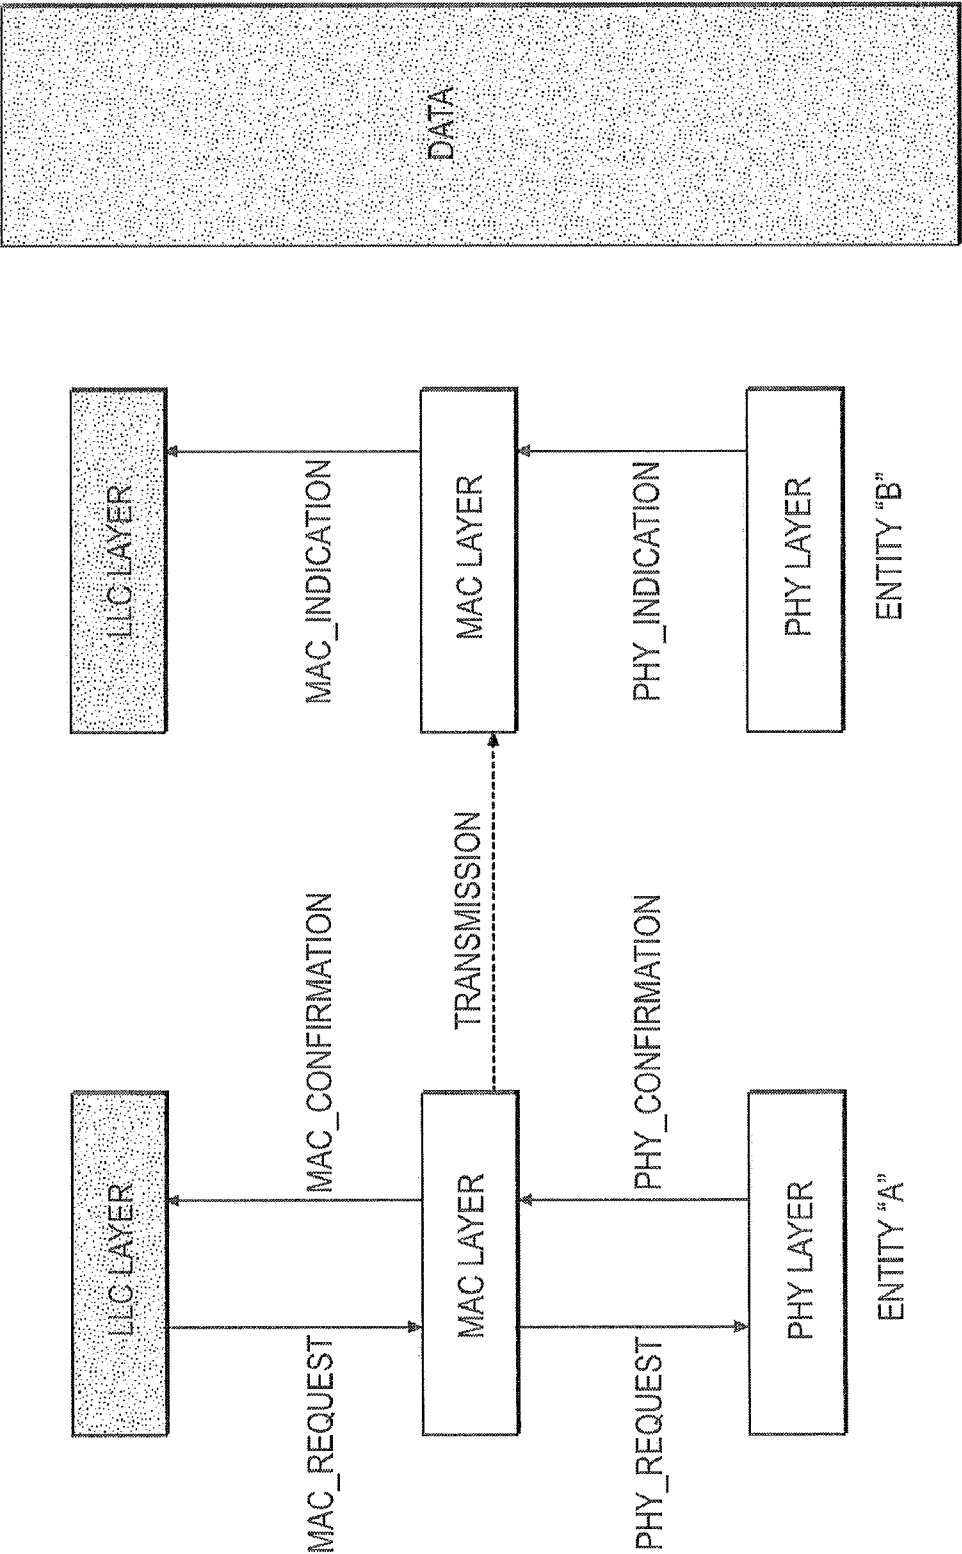 LLC LAYER
LLC LAYER
MAC_REQUEST
MAC_CONFIRMATION
MAC_INDICATION
MAC LAYER
TRANSMISSION
MAC LAYER
DATA
PHY_REQUEST
PHY_CONFIRMATION
PHY_INDICATION
PHY LAYER
PHY LAYER
ENTITY “A”
ENTITY “B”